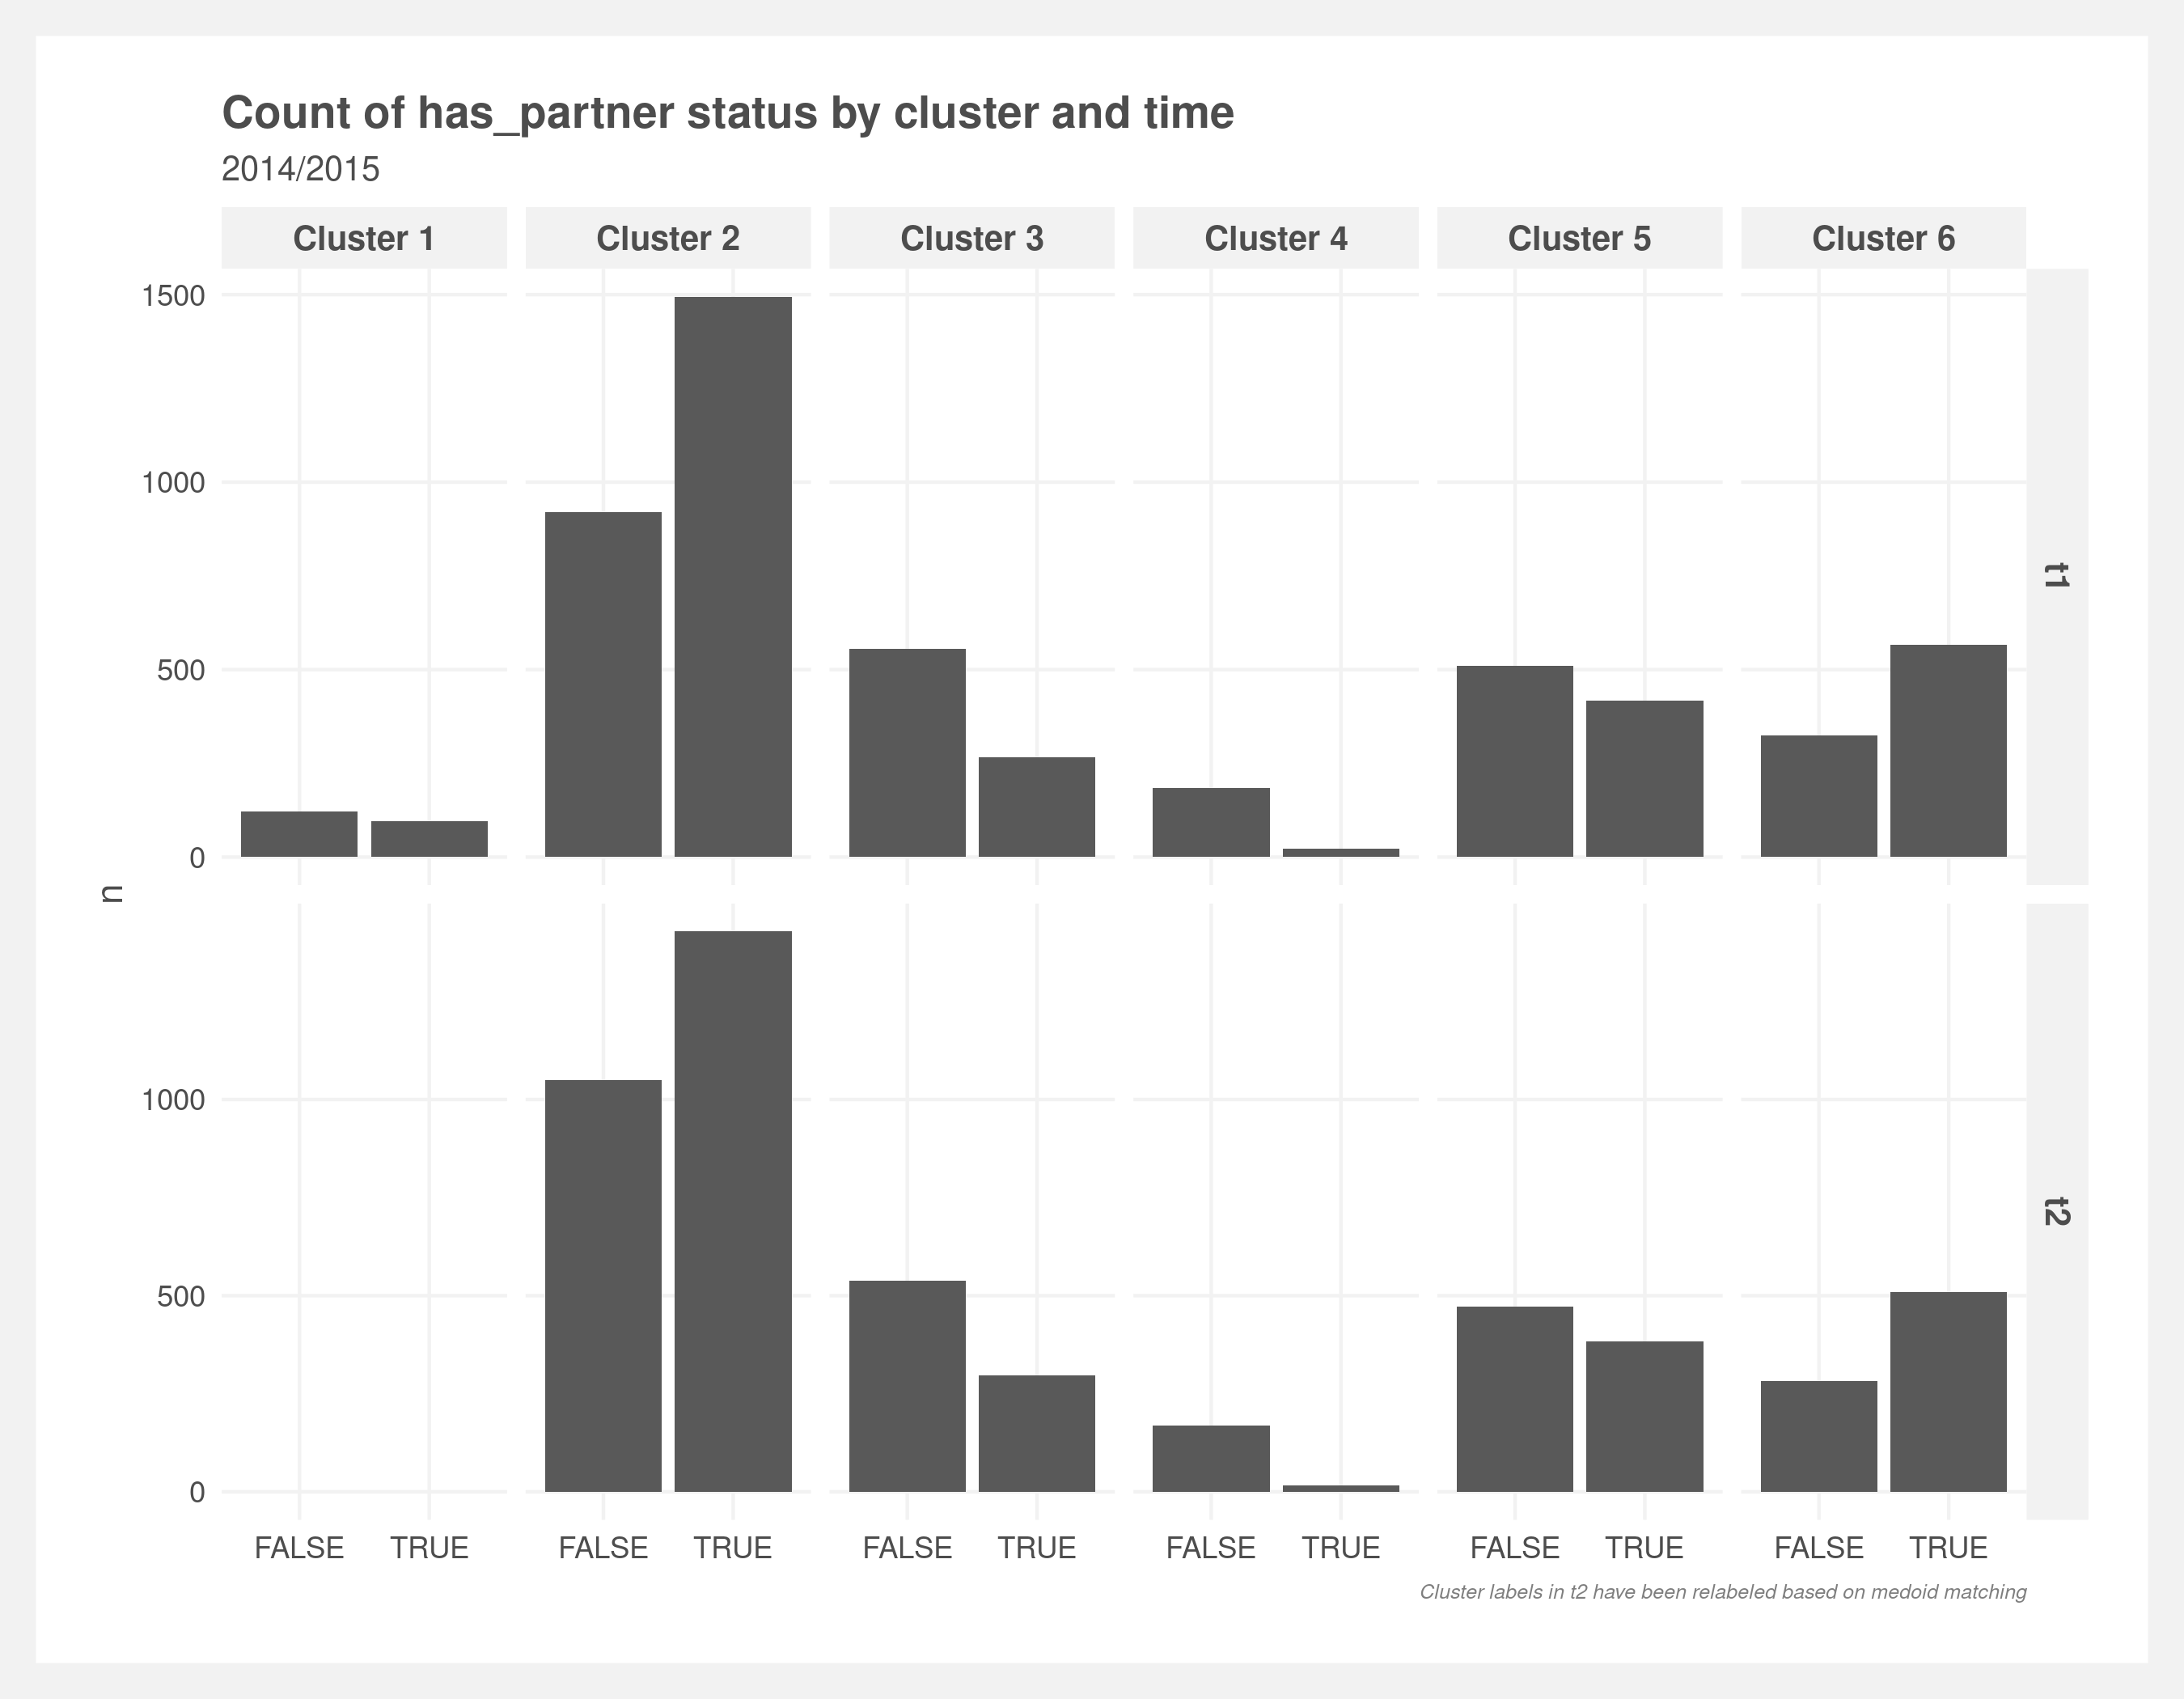 Count of has_partner status by cluster and time
2014/2015
Cluster 1 Cluster 2 Cluster 3 Cluster 4 Cluster 5 Cluster 6
1500
1000
500
0
t1
n
1000
500
0
t2
FALSE TRUE FALSE TRUE FALSE TRUE FALSE TRUE FALSE TRUE FALSE TRUE
Cluster labels in t2 have been relabeled based on medoid matching